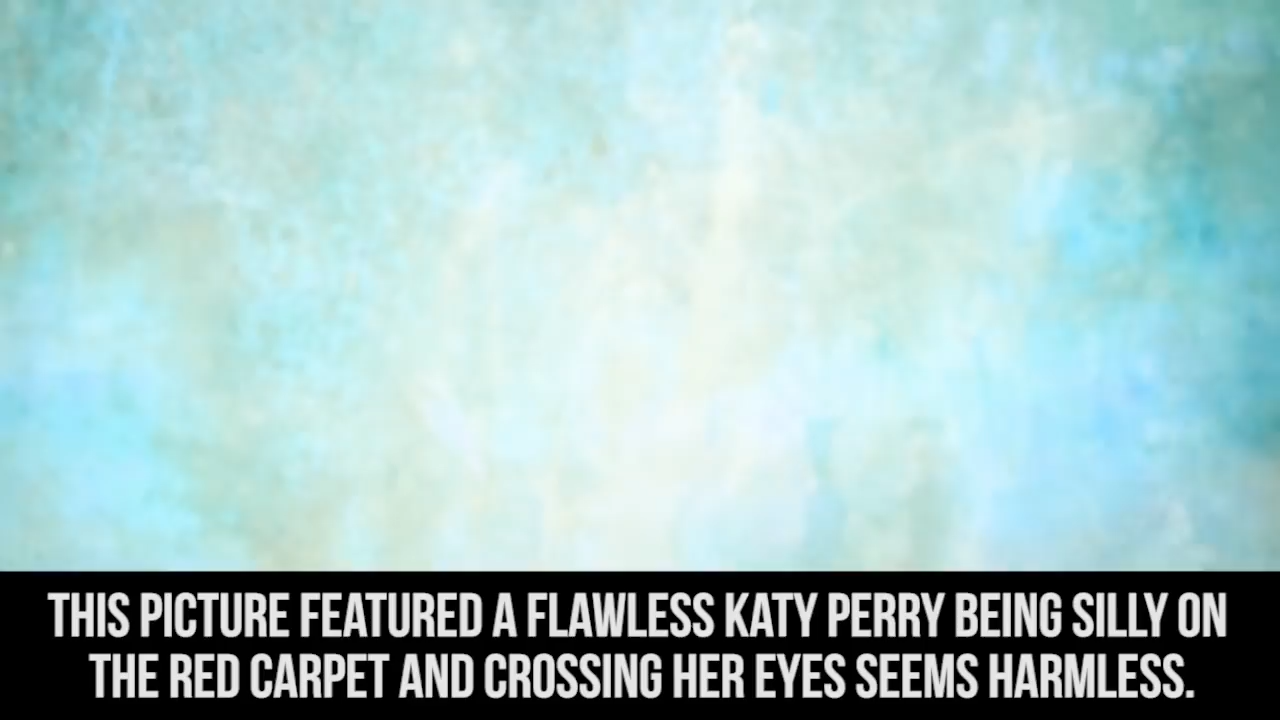 THIS PICTURE FEATURED A FLAWLESS KATY PERRY BEING SILLY ON
THE RED CARPET AND CROSSING HER EYES SEEMS HARMLESS.